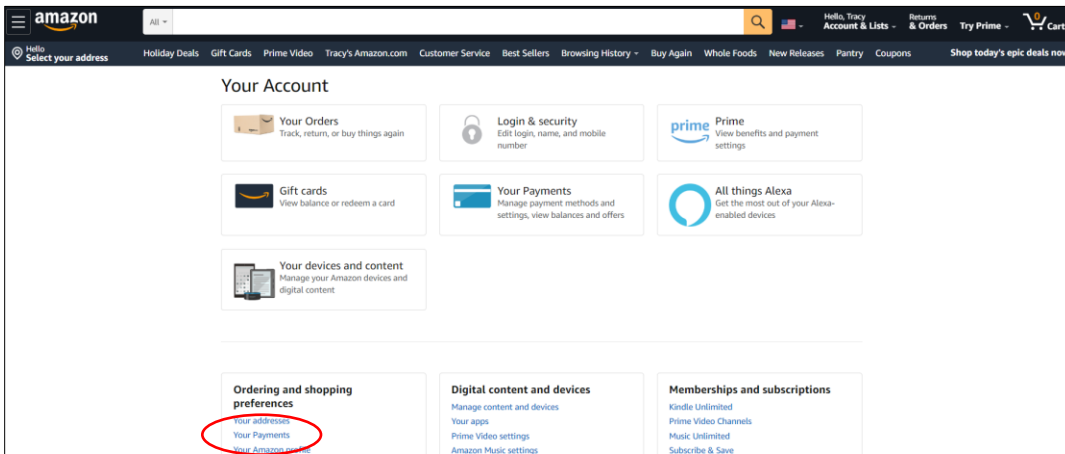 amazon
All
Hello, Tracy
Account & Lists
Returns
& Orders
Try Prime
0
Cart
Hello
Select your address
Holiday Deals Gift Cards Prime Video Tracy's Amazon.com Customer Service Best Sellers Browsing History Buy Again Whole Foods New Releases Pantry Coupons
Shop today's epic deals now
Your Account
Your Orders
Track, return, or buy things again
Login & security
Edit login, name, and mobile
number
prime
Prime
View benefits and payment
settings
Gift cards
View balance or redeem a card
Your Payments
Manage payment methods and
settings, view balances and offers
All things Alexa
Get the most out of your Alexa-
enabled devices
Your devices and content
Manage your Amazon devices and
digital content
Ordering and shopping
preferences
Your addresses
Your Payments
Your Amazon profile
Digital content and devices
Manage content and devices
Your apps
Prime Video settings
Amazon Music settings
Memberships and subscriptions
Kindle Unlimited
Prime Video Channels
Music Unlimited
Subscribe & Save